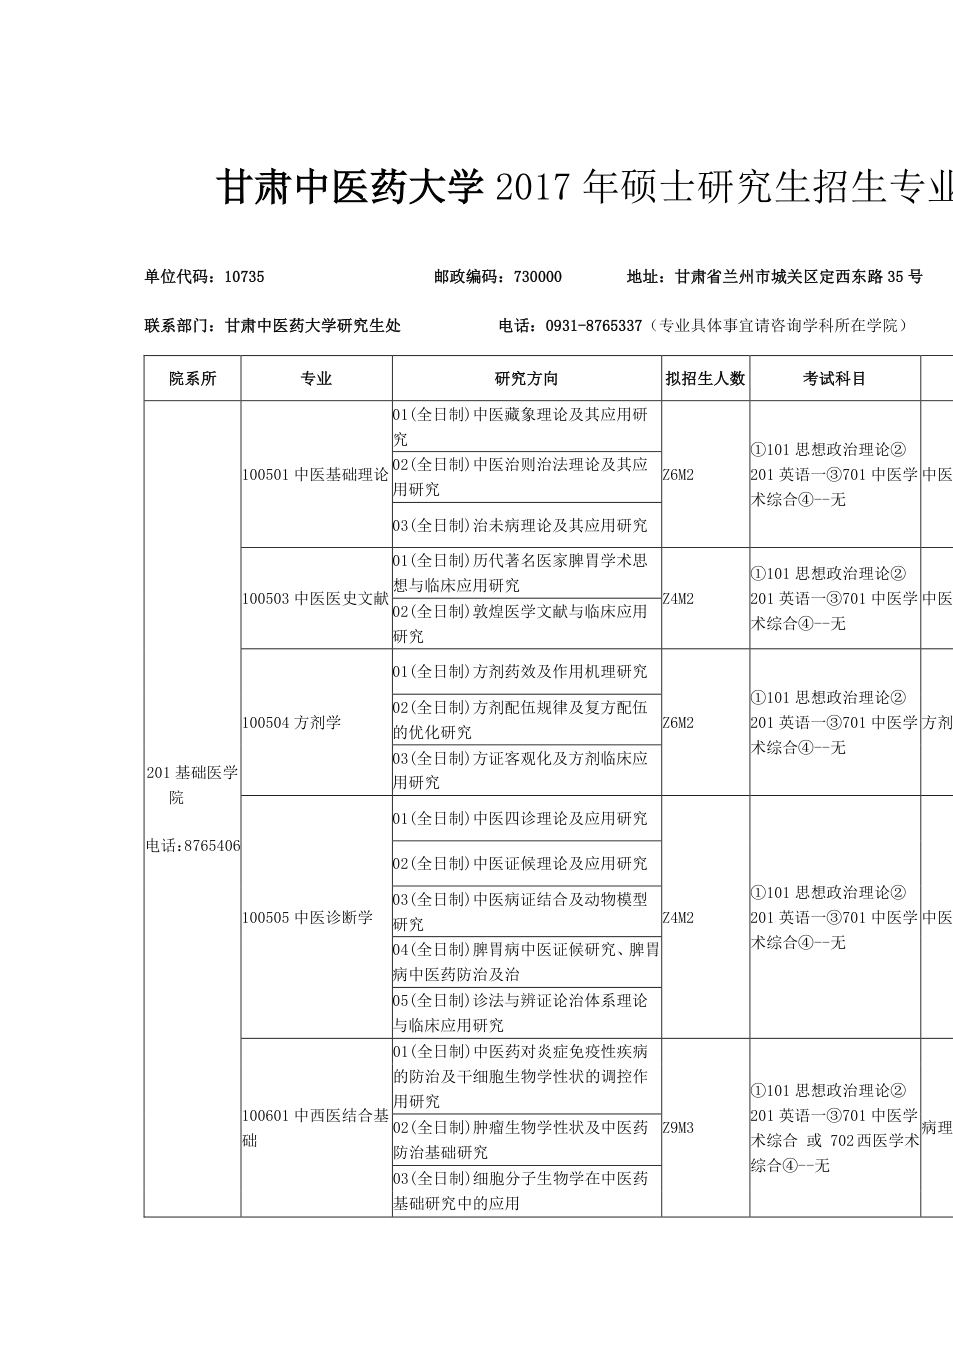 甘肃中医药大学 2017 年硕士研究生招生专业
单位代码：10735 邮政编码：730000 地址：甘肃省兰州市城关区定西东路 35 号
联系部门：甘肃中医药大学研究生处 电话：0931-8765337（专业具体事宜请咨询学科所在学院）
院系所 专业 研究方向 拟招生人数 考试科目
201 基础医学
院
电话:8765406
100501 中医基础理论
01(全日制)中医藏象理论及其应用研
究
02(全日制)中医治则治法理论及其应
用研究
03(全日制)治未病理论及其应用研究
Z6M2
①101 思想政治理论②
201 英语一③701 中医学
术综合④--无
中医
100503 中医医史文献
01(全日制)历代著名医家脾胃学术思
想与临床应用研究
02(全日制)敦煌医学文献与临床应用
研究
Z4M2
①101 思想政治理论②
201 英语一③701 中医学
术综合④--无
中医
100504 方剂学
01(全日制)方剂药效及作用机理研究
02(全日制)方剂配伍规律及复方配伍
的优化研究
03(全日制)方证客观化及方剂临床应
用研究
Z6M2
①101 思想政治理论②
201 英语一③701 中医学
术综合④--无
方剂
100505 中医诊断学
01(全日制)中医四诊理论及应用研究
02(全日制)中医证候理论及应用研究
03(全日制)中医病证结合及动物模型
研究
04(全日制)脾胃病中医证候研究、脾胃
病中医药防治及治
05(全日制)诊法与辨证论治体系理论
与临床应用研究
Z4M2
①101 思想政治理论②
201 英语一③701 中医学
术综合④--无
中医
100601 中西医结合基
础
01(全日制)中医药对炎症免疫性疾病
的防治及干细胞生物学性状的调控作
用研究
02(全日制)肿瘤生物学性状及中医药
防治基础研究
03(全日制)细胞分子生物学在中医药
基础研究中的应用
Z9M3
①101 思想政治理论②
201 英语一③701 中医学
术综合 或 702西医学术
综合④--无
病理